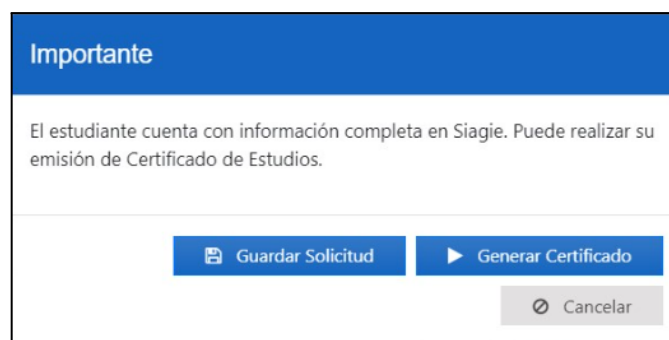 Importante
El estudiante cuenta con información completa en Siagie. Puede realizar su
emisión de Certificado de Estudios.
Guardar Solicitud
Generar Certificado
Cancelar